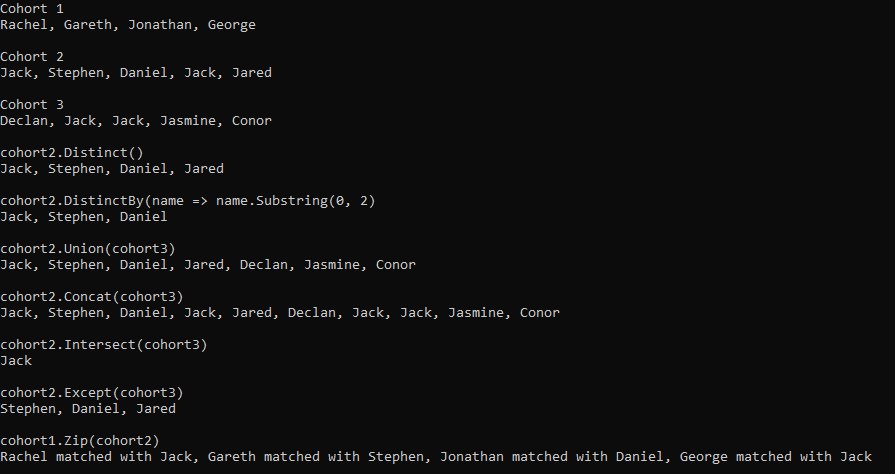 Cohort 1
Rachel, Gareth, Jonathan, George
Cohort 2
Jack, Stephen, Daniel, Jack, Jared
Cohort 3
Declan, Jack, Jack, Jasmine, Conor
cohort2.Distinct()
Jack, Stephen, Daniel, Jared
cohort2.DistinctBy(name => name.Substring(0, 2)
Jack, Stephen, Daniel
cohort2.Union(cohort3)
Jack, Stephen, Daniel, Jared, Declan, Jasmine, Conor
cohort2.Concat(cohort3)
Jack, Stephen, Daniel, Jack, Jared, Declan, Jack, Jack, Jasmine, Conor
cohort2.Intersect(cohort3)
Jack
cohort2.Except(cohort3)
Stephen, Daniel, Jared
cohort1.Zip(cohort2)
Rachel matched with Jack, Gareth matched with Stephen, Jonathan matched with Daniel, George matched with Jack